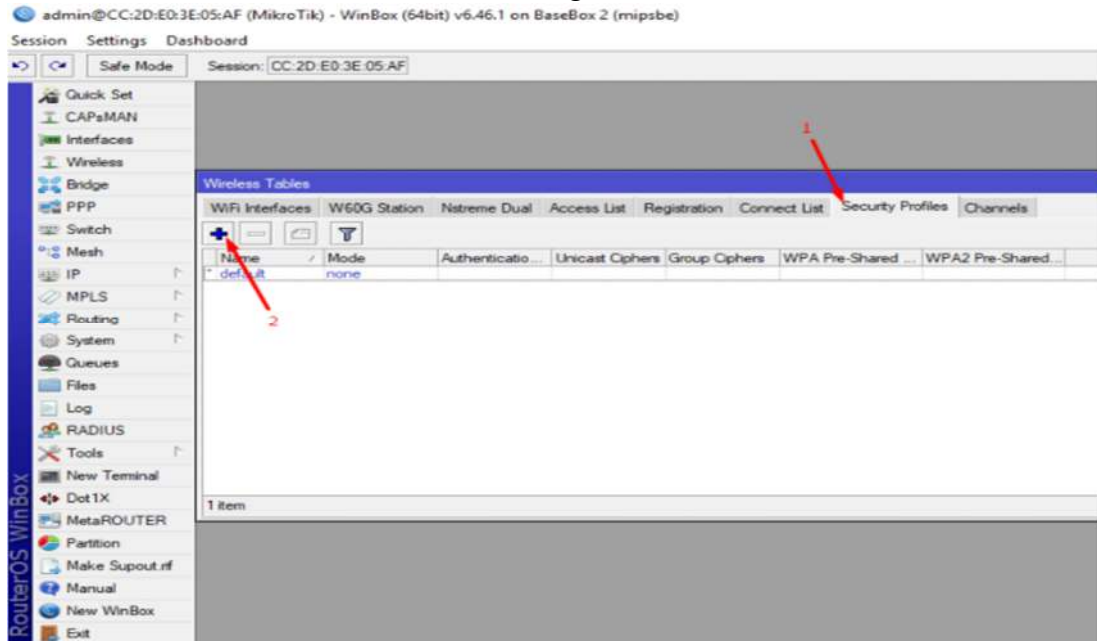 admin@CC:2D:E0:3E:05:AF (MikroTik) - WinBox (64bit) v6.46.1 on BaseBox 2 (mipsbe)
Session Settings Dashboard
Safe Mode Session: CC:2D:E0:3E:05:AF
Quick Set
CAPsMAN
Interfaces
Wireless
Bridge
PPP
Switch
Mesh
IP
MPLS
Routing
System
Queues
Files
Log
RADIUS
Tools
New Terminal
Dot1X
MetaROUTER
Partition
Make Supout.rif
Manual
New WinBox
Exit
RouterOS WinBox
1
Wireless Tables
WiFi Interfaces W60G Station Nstreme Dual Access List Registration Connect List Security Profiles Channels
Name / Mode Authenticatio... Unicast Ciphers Group Ciphers WPA Pre-Shared ... WPA2 Pre-Shared...
* default none
2
1 item